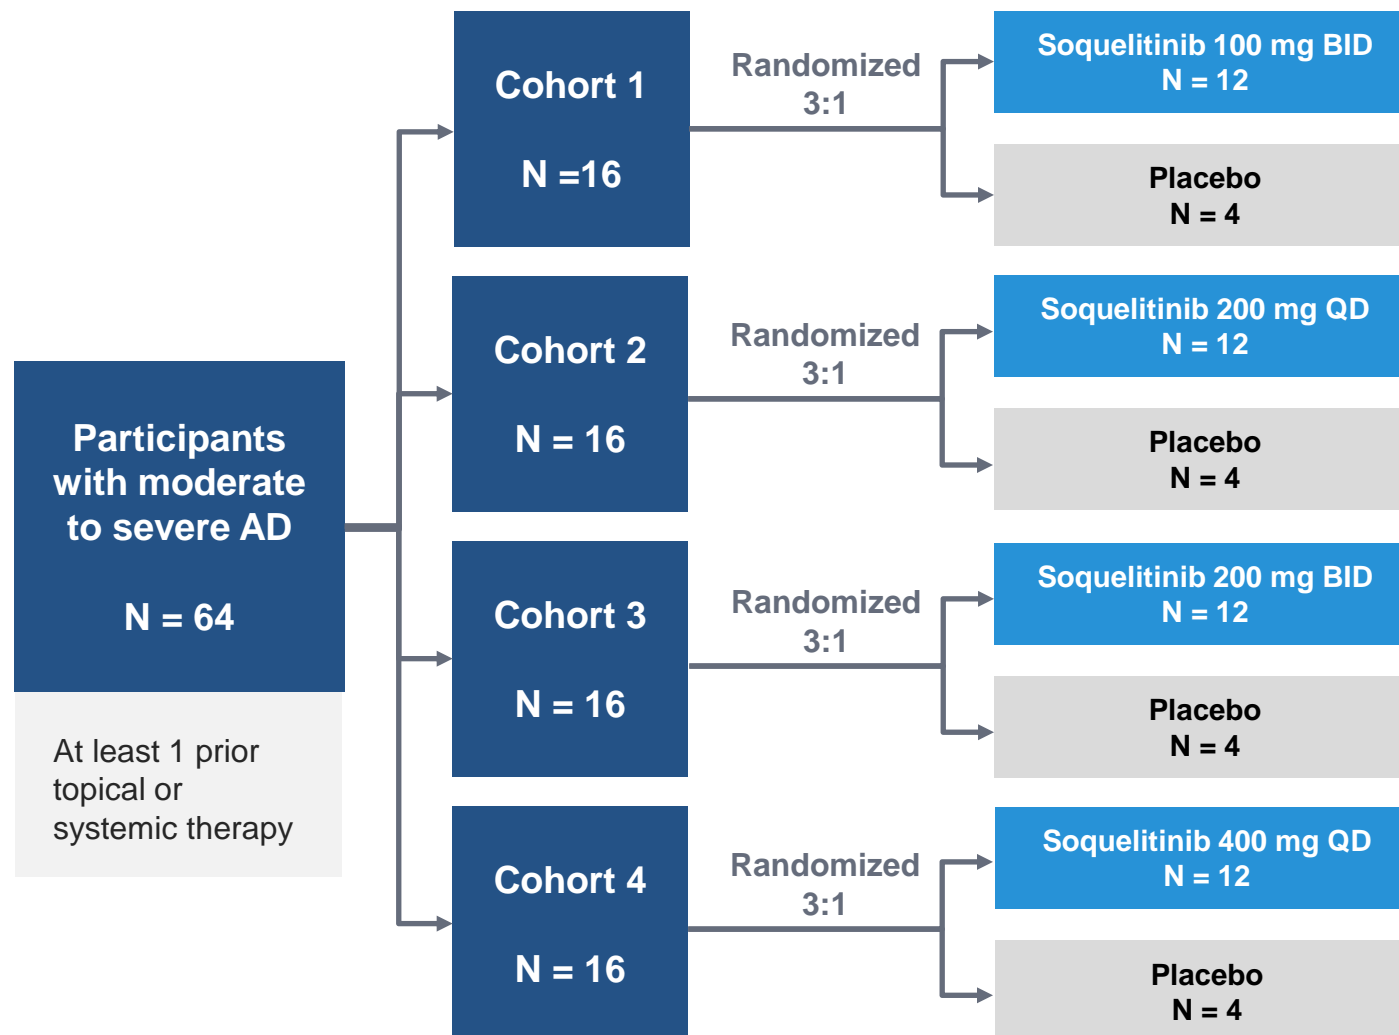 Participants
with moderate
to severe AD
N = 64
At least 1 prior
topical or
systemic therapy
Cohort 1
N =16
Randomized
3:1
Soquelitinib 100 mg BID
N = 12
Placebo
N = 4
Cohort 2
N = 16
Randomized
3:1
Soquelitinib 200 mg QD
N = 12
Placebo
N = 4
Cohort 3
N = 16
Randomized
3:1
Soquelitinib 200 mg BID
N = 12
Placebo
N = 4
Cohort 4
N = 16
Randomized
3:1
Soquelitinib 400 mg QD
N = 12
Placebo
N = 4